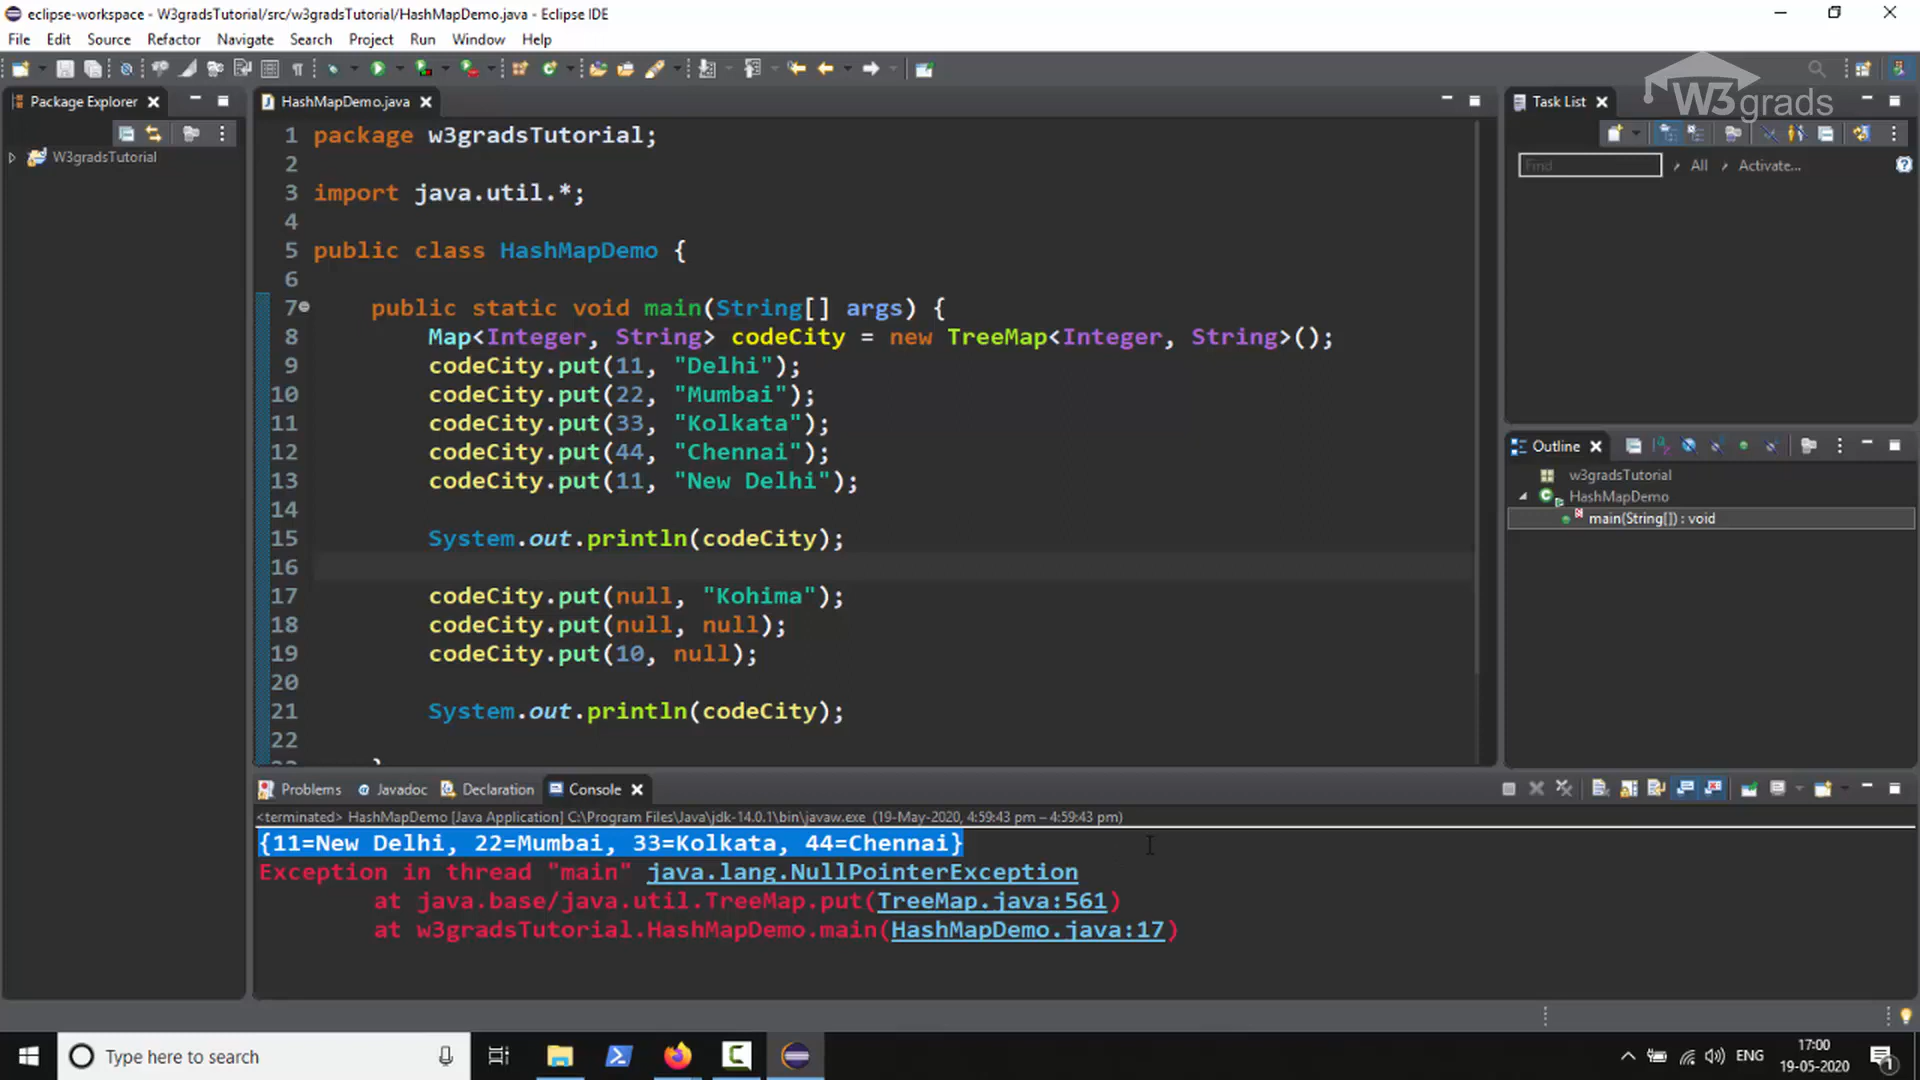 eclipse-workspace - W3gradsTutorial/src/w3gradsTutorial/HashMapDemo.java - Eclipse IDE
File Edit Source Refactor Navigate Search Project Run Window Help
W3grads
Package Explorer
W3gradsTutorial
HashMapDemo.java
1 package w3gradsTutorial;
2
3 import java.util.*;
4
5 public class HashMapDemo {
6
7 public static void main(String[] args) {
8 Map<Integer, String> codeCity = new TreeMap<Integer, String>();
9 codeCity.put(11, "Delhi");
10 codeCity.put(22, "Mumbai");
11 codeCity.put(33, "Kolkata");
12 codeCity.put(44, "Chennai");
13 codeCity.put(11, "New Delhi");
14
15 System.out.println(codeCity);
16
17 codeCity.put(null, "Kohima");
18 codeCity.put(null, null);
19 codeCity.put(10, null);
20
21 System.out.println(codeCity);
22
Task List
Find All Activate...
Outline
w3gradsTutorial
HashMapDemo
main(String[]) : void
Problems Javadoc Declaration Console
<terminated> HashMapDemo [Java Application] C:\Program Files\Java\jdk-14.0.1\bin\javaw.exe (19-May-2020, 4:59:43 pm – 4:59:43 pm)
{11=New Delhi, 22=Mumbai, 33=Kolkata, 44=Chennai}
Exception in thread "main" java.lang.NullPointerException
at java.base/java.util.TreeMap.put(TreeMap.java:561)
at w3gradsTutorial.HashMapDemo.main(HashMapDemo.java:17)
Type here to search
ENG
17:00
19-05-2020
1